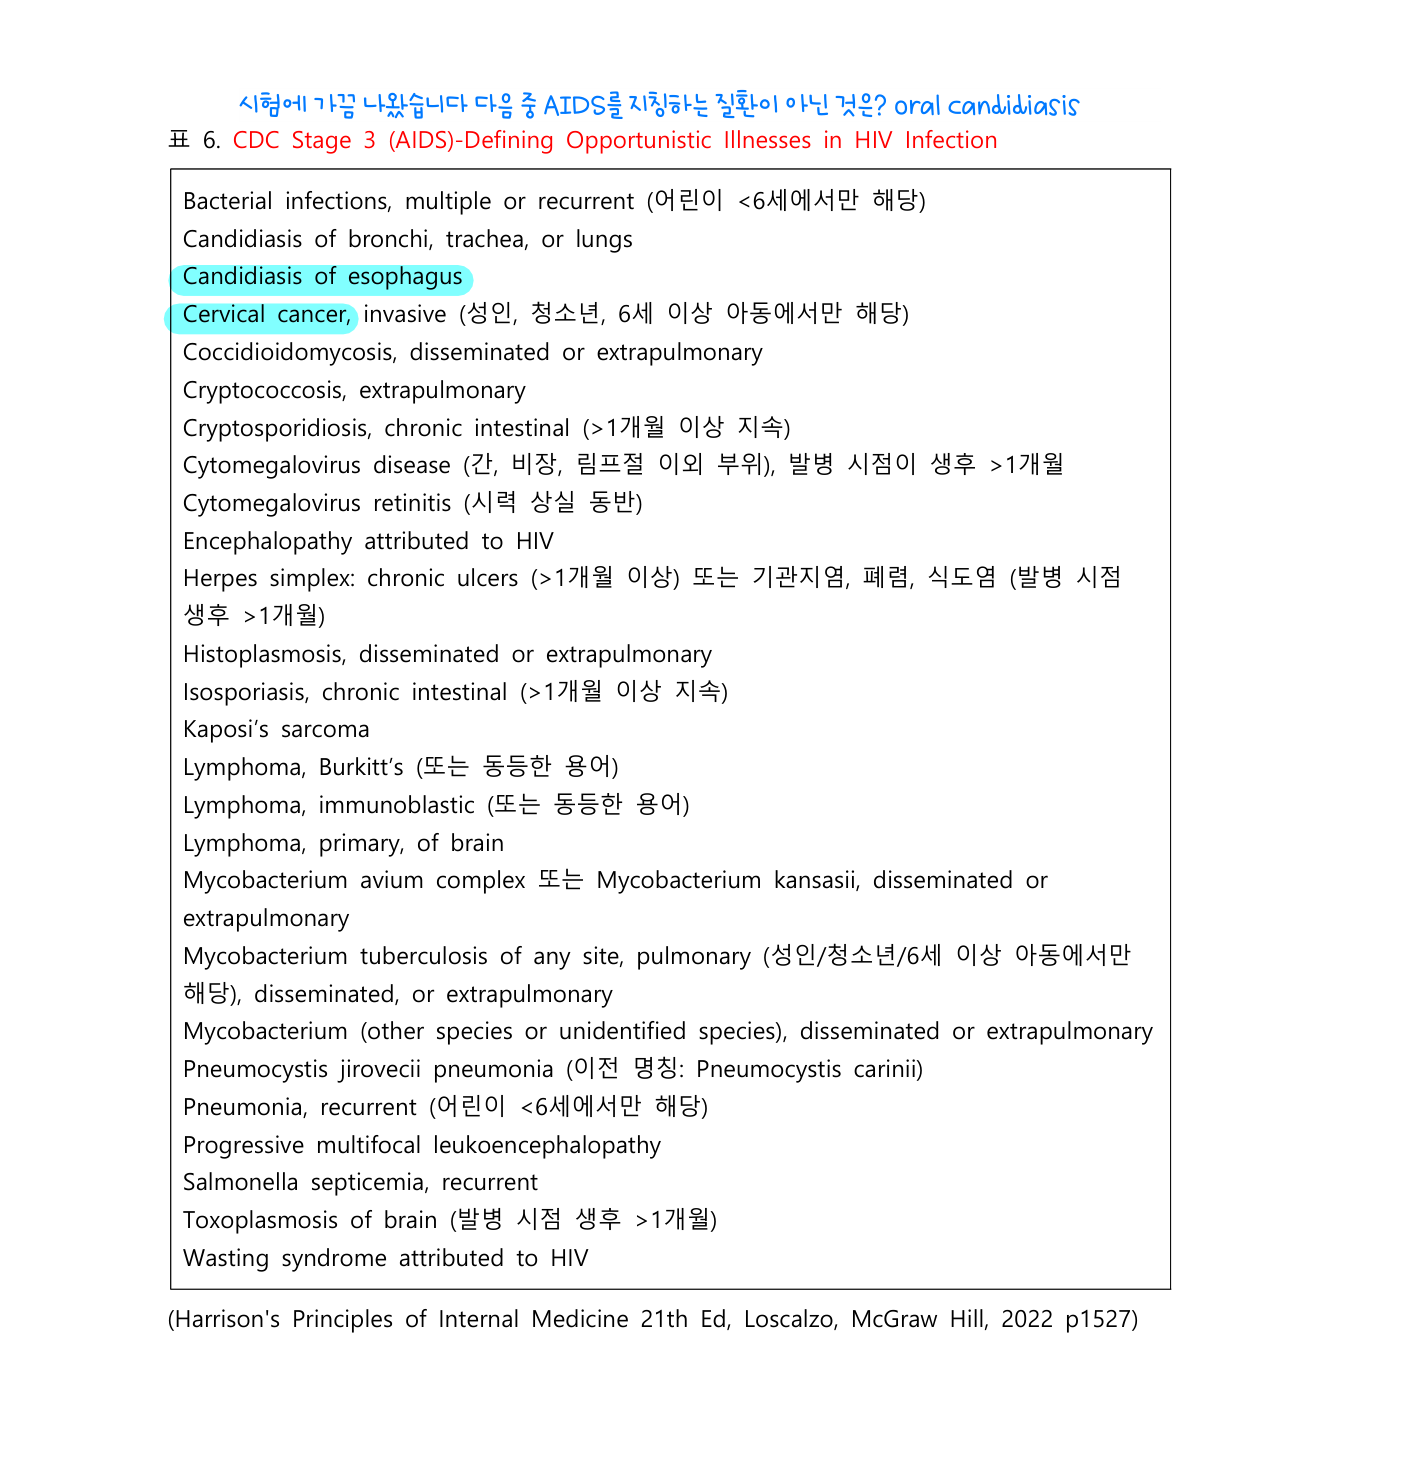 시험에 가끔 나왔습니다 다음 중 AIDS를 지칭하는 질환이 아닌 것은? oral candidiasis
표 6. CDC Stage 3 (AIDS)-Defining Opportunistic Illnesses in HIV Infection
Bacterial infections, multiple or recurrent (어린이 <6세에서만 해당)
Candidiasis of bronchi, trachea, or lungs
Candidiasis of esophagus
Cervical cancer, invasive (성인, 청소년, 6세 이상 아동에서만 해당)
Coccidioidomycosis, disseminated or extrapulmonary
Cryptococcosis, extrapulmonary
Cryptosporidiosis, chronic intestinal (>1개월 이상 지속)
Cytomegalovirus disease (간, 비장, 림프절 이외 부위), 발병 시점이 생후 >1개월
Cytomegalovirus retinitis (시력 상실 동반)
Encephalopathy attributed to HIV
Herpes simplex: chronic ulcers (>1개월 이상) 또는 기관지염, 폐렴, 식도염 (발병 시점
생후 >1개월)
Histoplasmosis, disseminated or extrapulmonary
Isosporiasis, chronic intestinal (>1개월 이상 지속)
Kaposi’s sarcoma
Lymphoma, Burkitt’s (또는 동등한 용어)
Lymphoma, immunoblastic (또는 동등한 용어)
Lymphoma, primary, of brain
Mycobacterium avium complex 또는 Mycobacterium kansasii, disseminated or
extrapulmonary
Mycobacterium tuberculosis of any site, pulmonary (성인/청소년/6세 이상 아동에서만
해당), disseminated, or extrapulmonary
Mycobacterium (other species or unidentified species), disseminated or extrapulmonary
Pneumocystis jirovecii pneumonia (이전 명칭: Pneumocystis carinii)
Pneumonia, recurrent (어린이 <6세에서만 해당)
Progressive multifocal leukoencephalopathy
Salmonella septicemia, recurrent
Toxoplasmosis of brain (발병 시점 생후 >1개월)
Wasting syndrome attributed to HIV
(Harrison's Principles of Internal Medicine 21th Ed, Loscalzo, McGraw Hill, 2022 p1527)